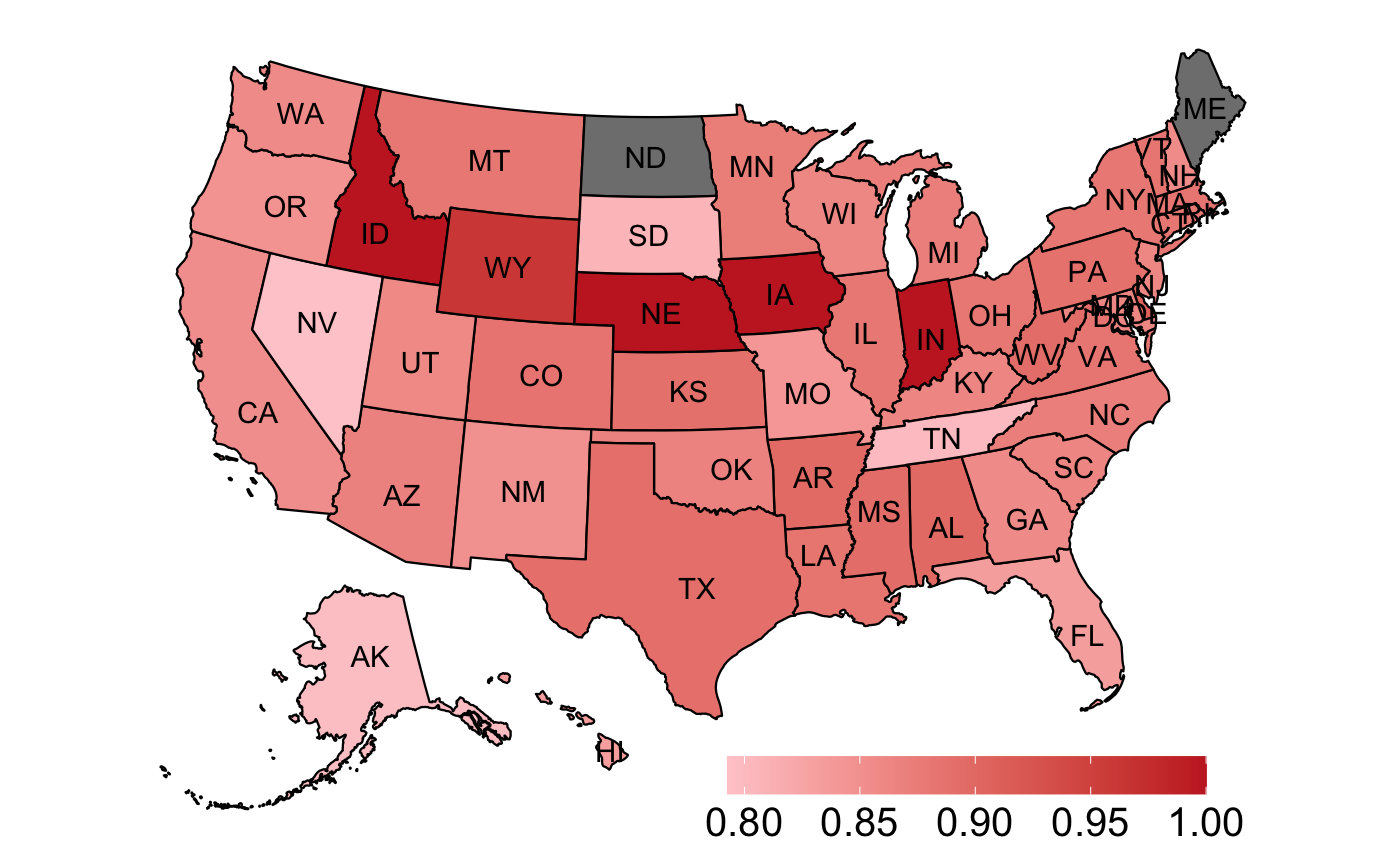 ME
WA
VT
MT
ND
MN
NH
OR
NY
MA
ID
SD
WI
CT
RI
MI
WY
PA
NE
IA
NJ
NV
IL
IN
OH
MD
DC
DE
UT
CO
WV
VA
KS
MO
KY
CA
NC
TN
AZ
NM
OK
AR
SC
MS
AL
GA
LA
TX
FL
AK
HI
0.80 0.85 0.90 0.95 1.00